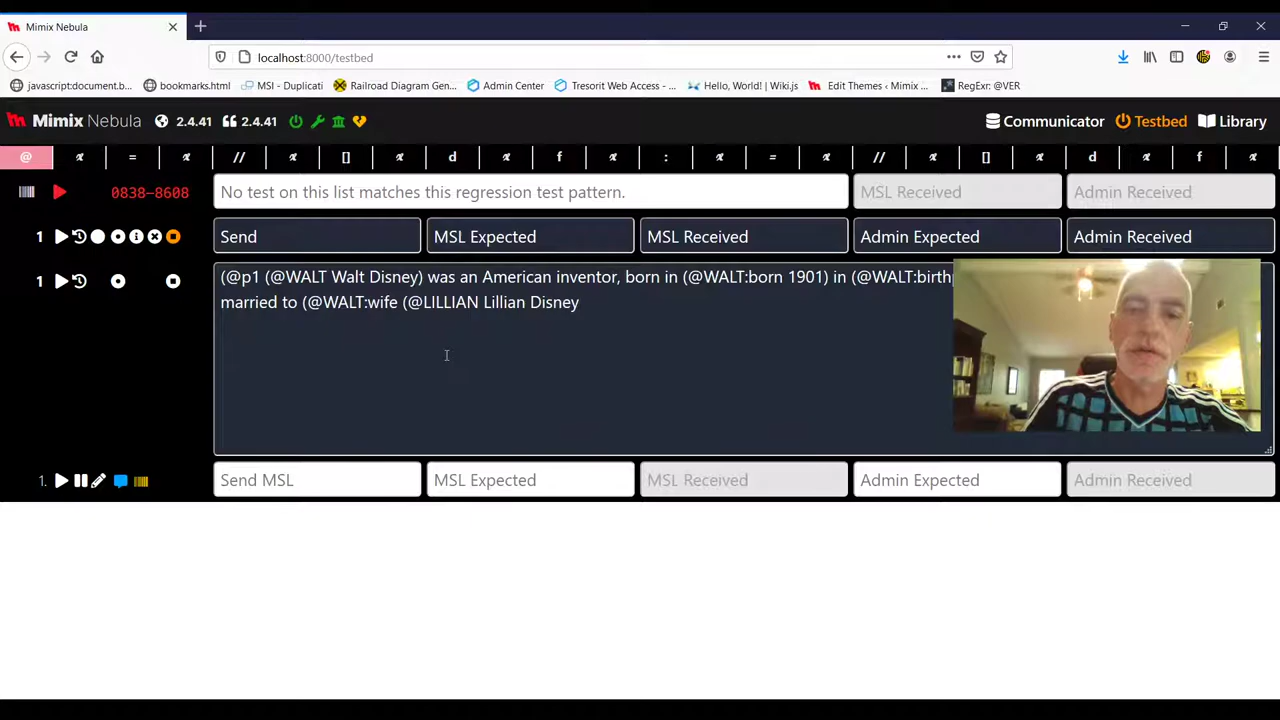 Mimix Nebula
localhost:8000/testbed
javascript:document.b...
bookmarks.html
MSI - Duplicati
Railroad Diagram Gen...
Admin Center
Tresorit Web Access - ...
Hello, World! | Wiki.js
Edit Themes ‹ Mimix ...
RegExr: @VER
Mimix Nebula 2.4.41 2.4.41 Communicator Testbed Library
@ = // [] d f : = // [] d f
0838-8608 No test on this list matches this regression test pattern. MSL Received Admin Received
1 Send MSL Expected MSL Received Admin Expected Admin Received
1 (@p1 (@WALT Walt Disney) was an American inventor, born in (@WALT:born 1901) in (@WALT:birthp
married to (@WALT:wife (@LILLIAN Lillian Disney
1. Send MSL MSL Expected MSL Received Admin Expected Admin Received